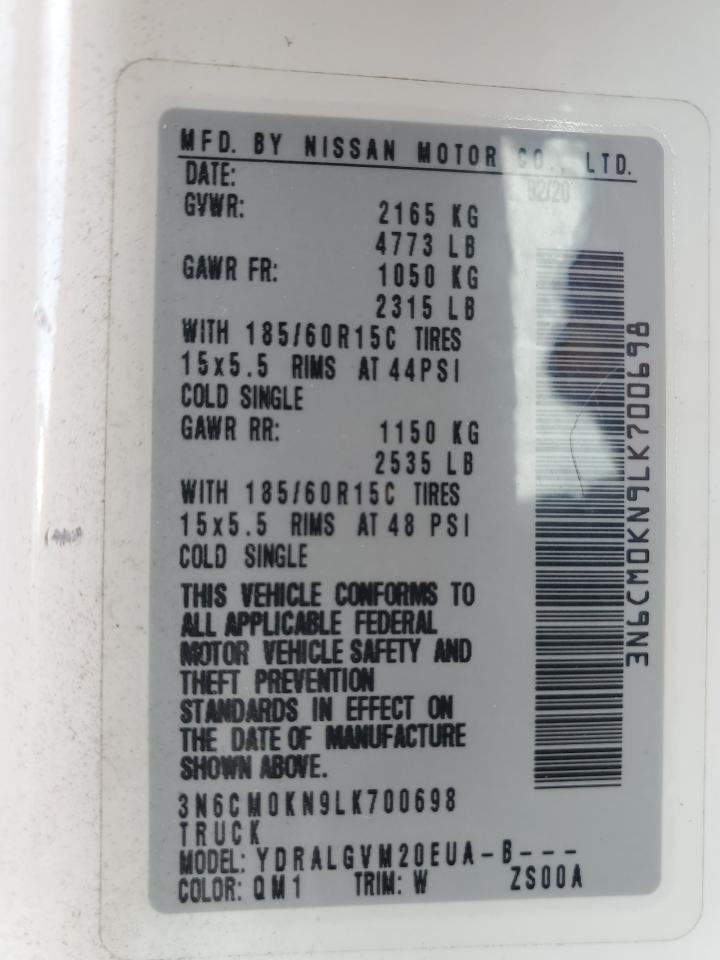 MFD. BY NISSAN MOTOR CO., LTD.
DATE: 02/20
GVWR: 2165 KG
4773 LB
GAWR FR: 1050 KG
2315 LB
WITH 185/60R15C TIRES
15x5.5 RIMS AT 44PSI
COLD SINGLE
GAWR RR: 1150 KG
2535 LB
WITH 185/60R15C TIRES
15x5.5 RIMS AT 48 PSI
COLD SINGLE
THIS VEHICLE CONFORMS TO
ALL APPLICABLE FEDERAL
MOTOR VEHICLE SAFETY AND
THEFT PREVENTION
STANDARDS IN EFFECT ON
THE DATE OF MANUFACTURE
SHOWN ABOVE.
3N6CM0KN9LK700698
TRUCK
MODEL: YDRALGVM20EUA-B---
COLOR: QM1 TRIM: W ZS00A
3N6CM0KN9LK700698